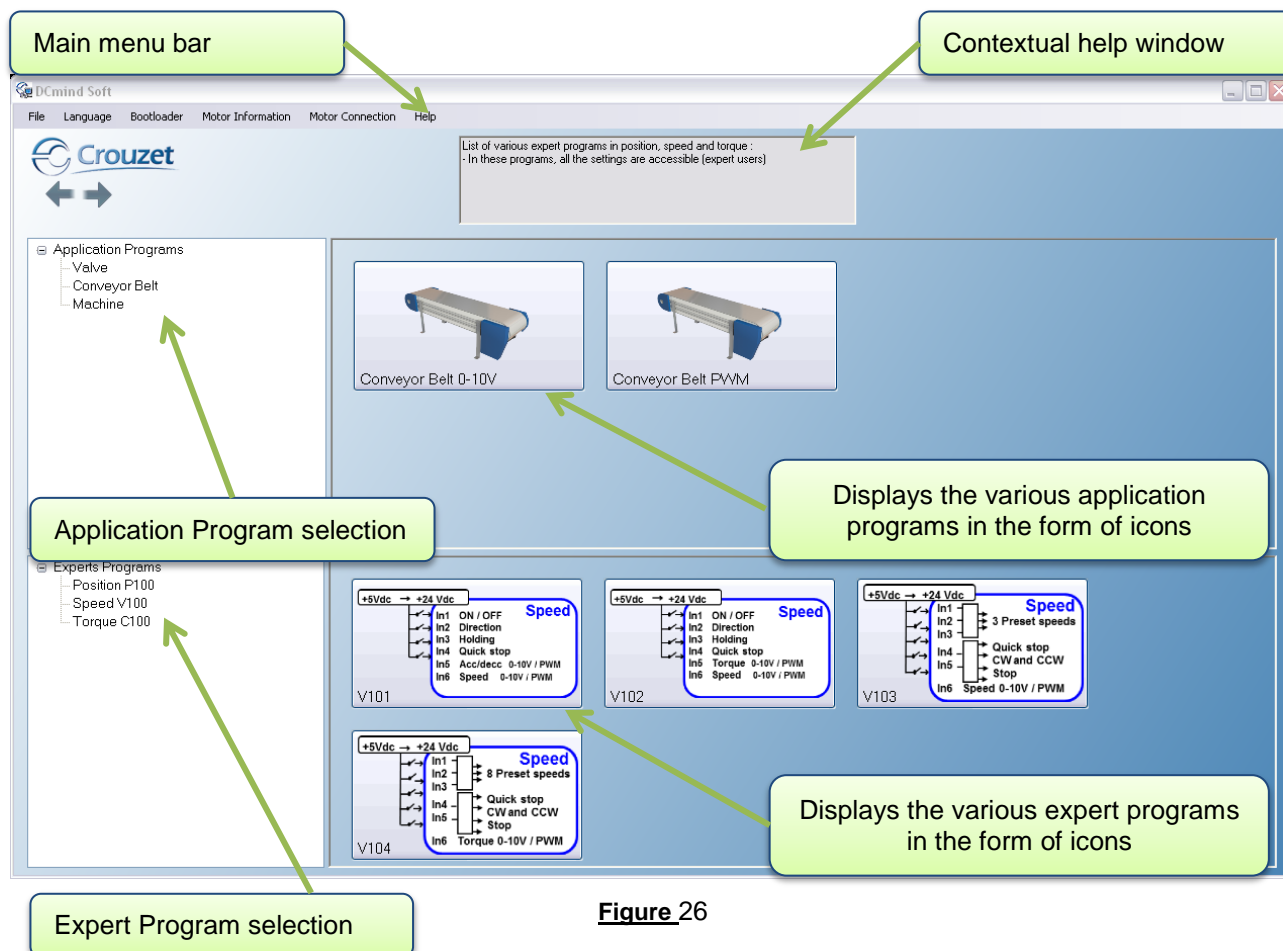 Main menu bar
Contextual help window
DCmind Soft
File Language Bootloader Motor Information Motor Connection Help
Crouzet
List of various expert programs in position, speed and torque :
- In these programs, all the settings are accessible (expert users)
Application Programs
Valve
Conveyor Belt
Machine
Conveyor Belt 0-10V
Conveyor Belt PWM
Application Program selection
Displays the various application
programs in the form of icons
Experts Programs
Position P100
Speed V100
Torque C100
+5Vdc → +24 Vdc
Speed
In1 ON / OFF
In2 Direction
In3 Holding
In4 Quick stop
In5 Acc/decc 0-10V / PWM
In6 Speed 0-10V / PWM
V101
+5Vdc → +24 Vdc
Speed
In1 ON / OFF
In2 Direction
In3 Holding
In4 Quick stop
In5 Torque 0-10V / PWM
In6 Speed 0-10V / PWM
V102
+5Vdc → +24 Vdc
Speed
In1
In2 3 Preset speeds
In3
Quick stop
In4 CW and CCW
In5 Stop
In6 Speed 0-10V / PWM
V103
+5Vdc → +24 Vdc
Speed
In1
In2 8 Preset speeds
In3
Quick stop
In4 CW and CCW
In5 Stop
In6 Torque 0-10V / PWM
V104
Displays the various expert programs
in the form of icons
Expert Program selection
Figure 26